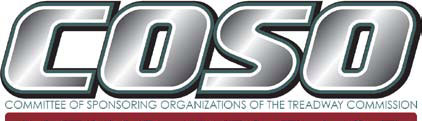 COSO
COMMITTEE OF SPONSORING ORGANIZATIONS OF THE TREADWAY COMMISSION